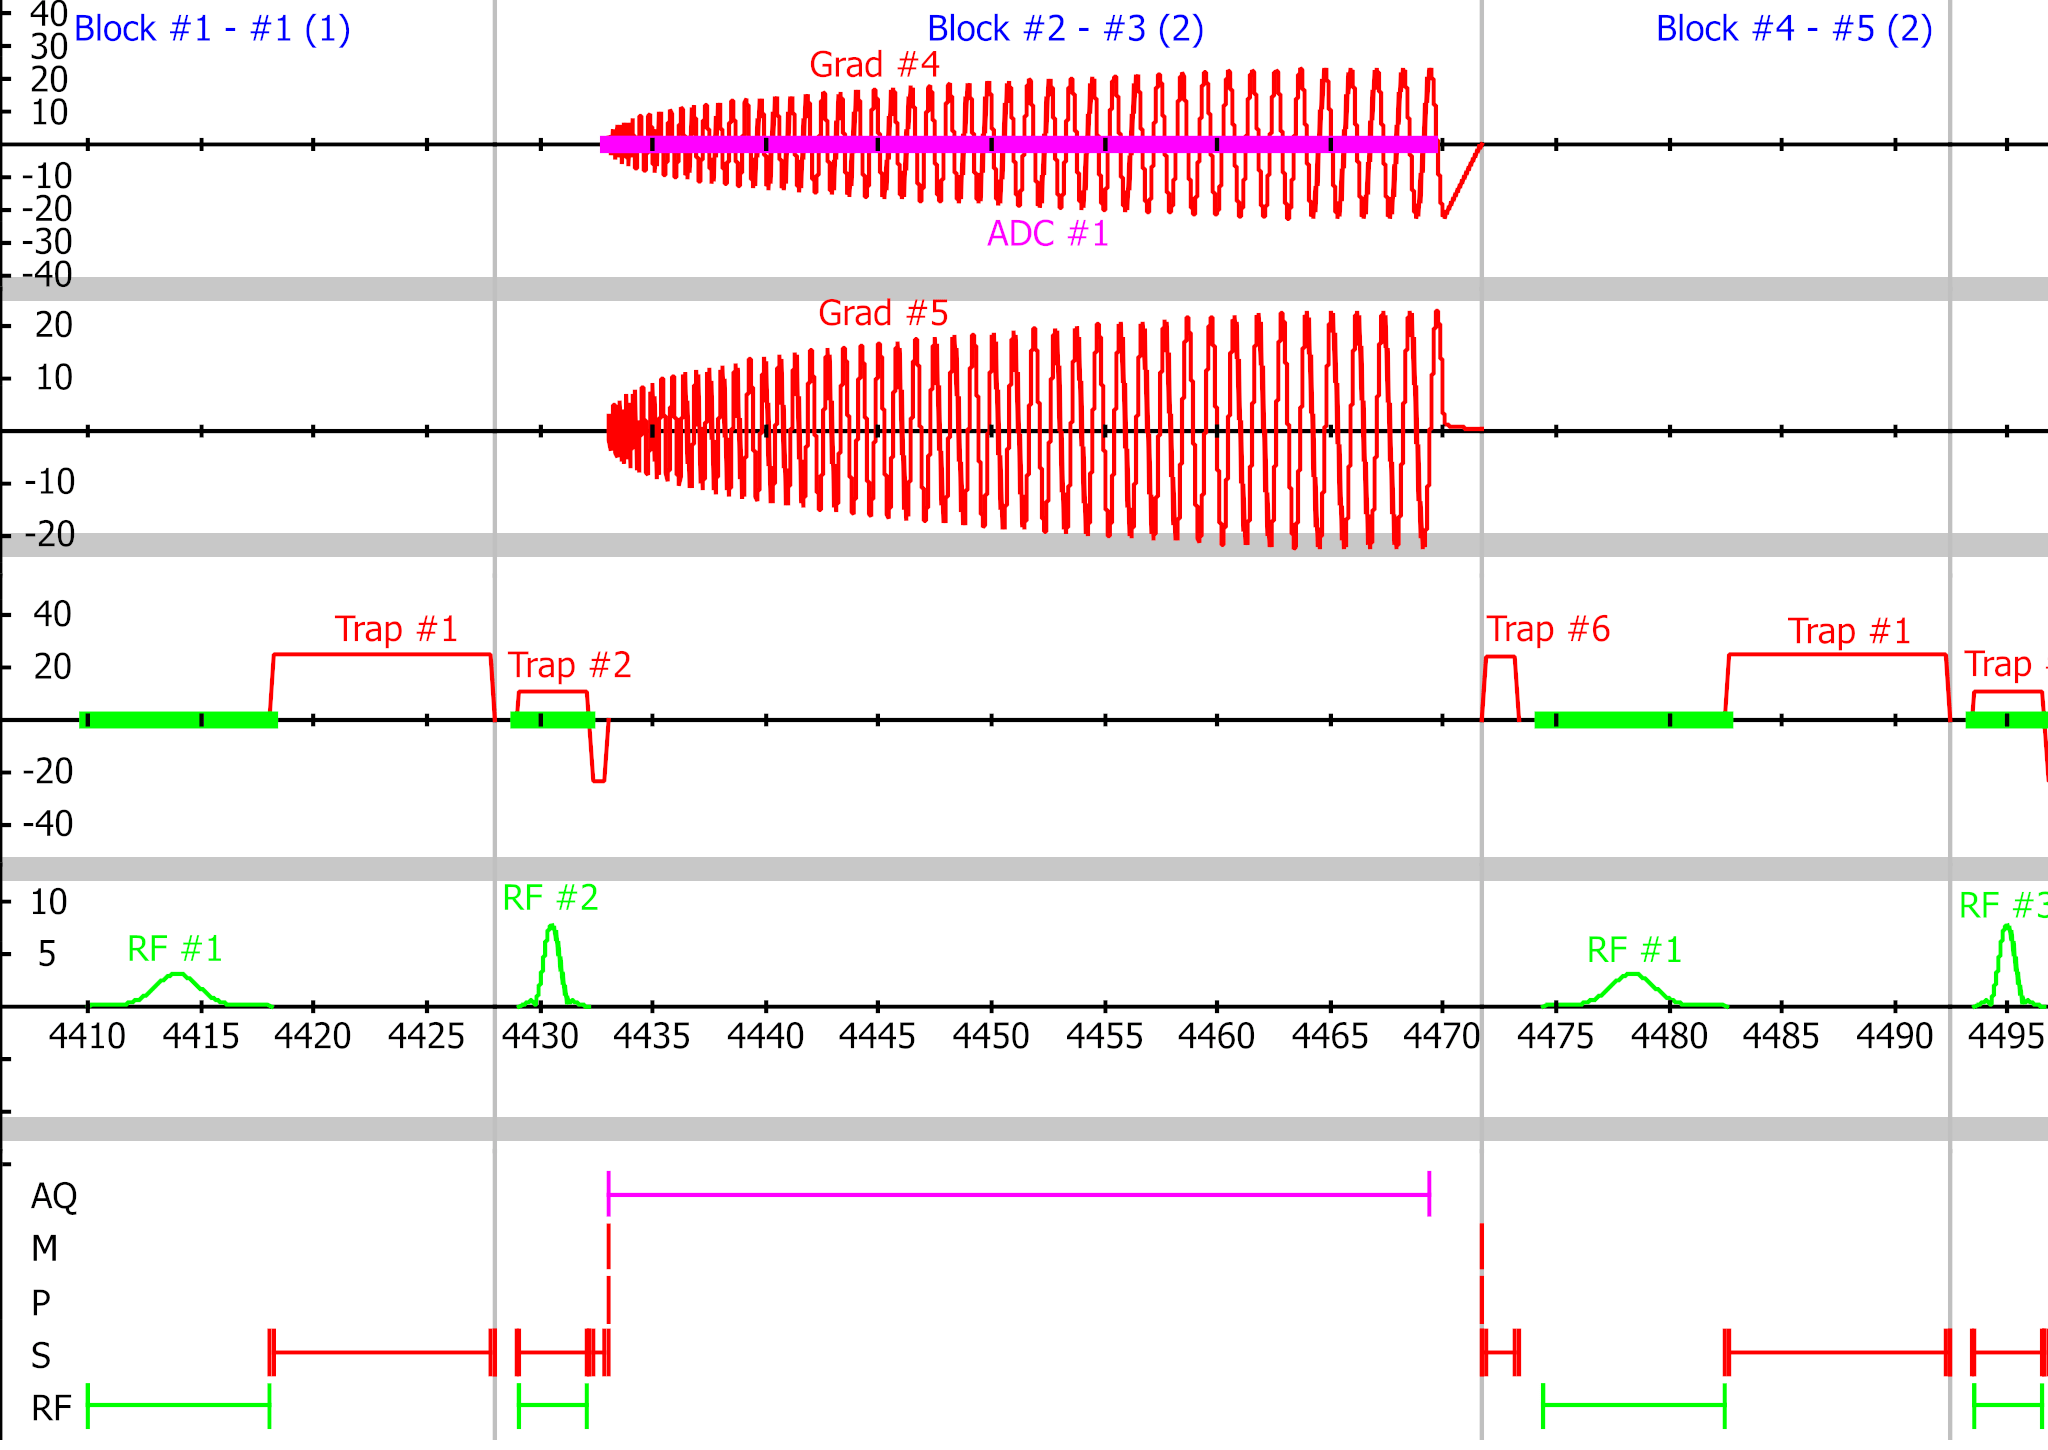 40
Block #1 - #1 (1)
Block #2 - #3 (2)
Block #4 - #5 (2)
30
Grad #4
20
10
-10
-20
ADC #1
-30
-40
Grad #5
20
10
-10
-20
40
Trap #1
Trap #6
Trap #1
20
Trap #2
Trap
-20
-40
10
RF #2
RF #3
5
RF #1
RF #1
4410 4415 4420 4425 4430 4435 4440 4445 4450 4455 4460 4465 4470 4475 4480 4485 4490 4495
AQ
M
P
S
RF